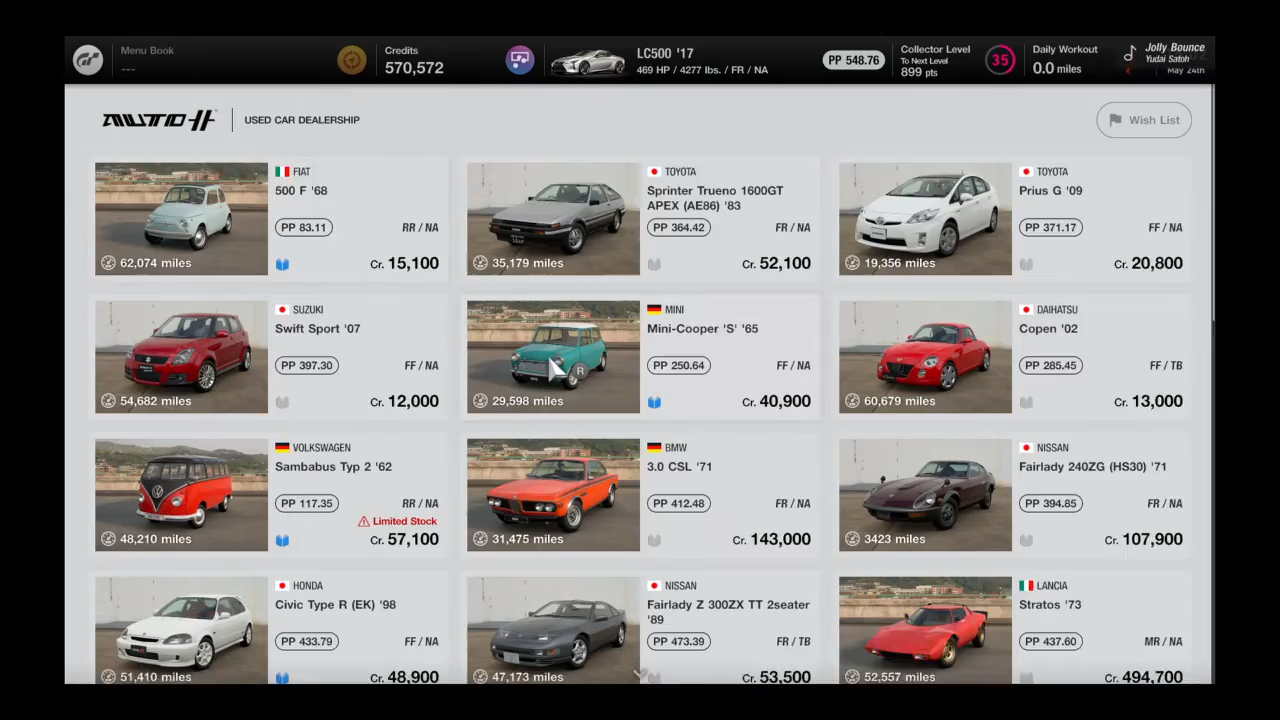 Menu Book
---
Credits
570,572
LC500 '17
469 HP / 4277 lbs. / FR / NA
PP 548.76
Collector Level
To Next Level
899 pts
35
Daily Workout
0.0 miles
Jolly Bounce
Yudai Satoh
May 24th
AUTO
USED CAR DEALERSHIP
Wish List
FIAT
500 F '68
PP 83.11
RR / NA
62,074 miles
Cr. 15,100
TOYOTA
Sprinter Trueno 1600GT
APEX (AE86) '83
PP 364.42
FR / NA
35,179 miles
Cr. 52,100
TOYOTA
Prius G '09
PP 371.17
FF / NA
19,356 miles
Cr. 20,800
SUZUKI
Swift Sport '07
PP 397.30
FF / NA
54,682 miles
Cr. 12,000
MINI
Mini-Cooper 'S' '65
PP 250.64
FF / NA
R
29,598 miles
Cr. 40,900
DAIHATSU
Copen '02
PP 285.45
FF / TB
60,679 miles
Cr. 13,000
VOLKSWAGEN
Sambabus Typ 2 '62
PP 117.35
RR / NA
Limited Stock
48,210 miles
Cr. 57,100
BMW
3.0 CSL '71
PP 412.48
FR / NA
31,475 miles
Cr. 143,000
NISSAN
Fairlady 240ZG (HS30) '71
PP 394.85
FR / NA
3423 miles
Cr. 107,900
HONDA
Civic Type R (EK) '98
PP 433.79
FF / NA
51,410 miles
Cr. 48,900
NISSAN
Fairlady Z 300ZX TT 2seater
'89
PP 473.39
FR / TB
47,173 miles
Cr. 53,500
LANCIA
Stratos '73
PP 437.60
MR / NA
52,557 miles
Cr. 494,700